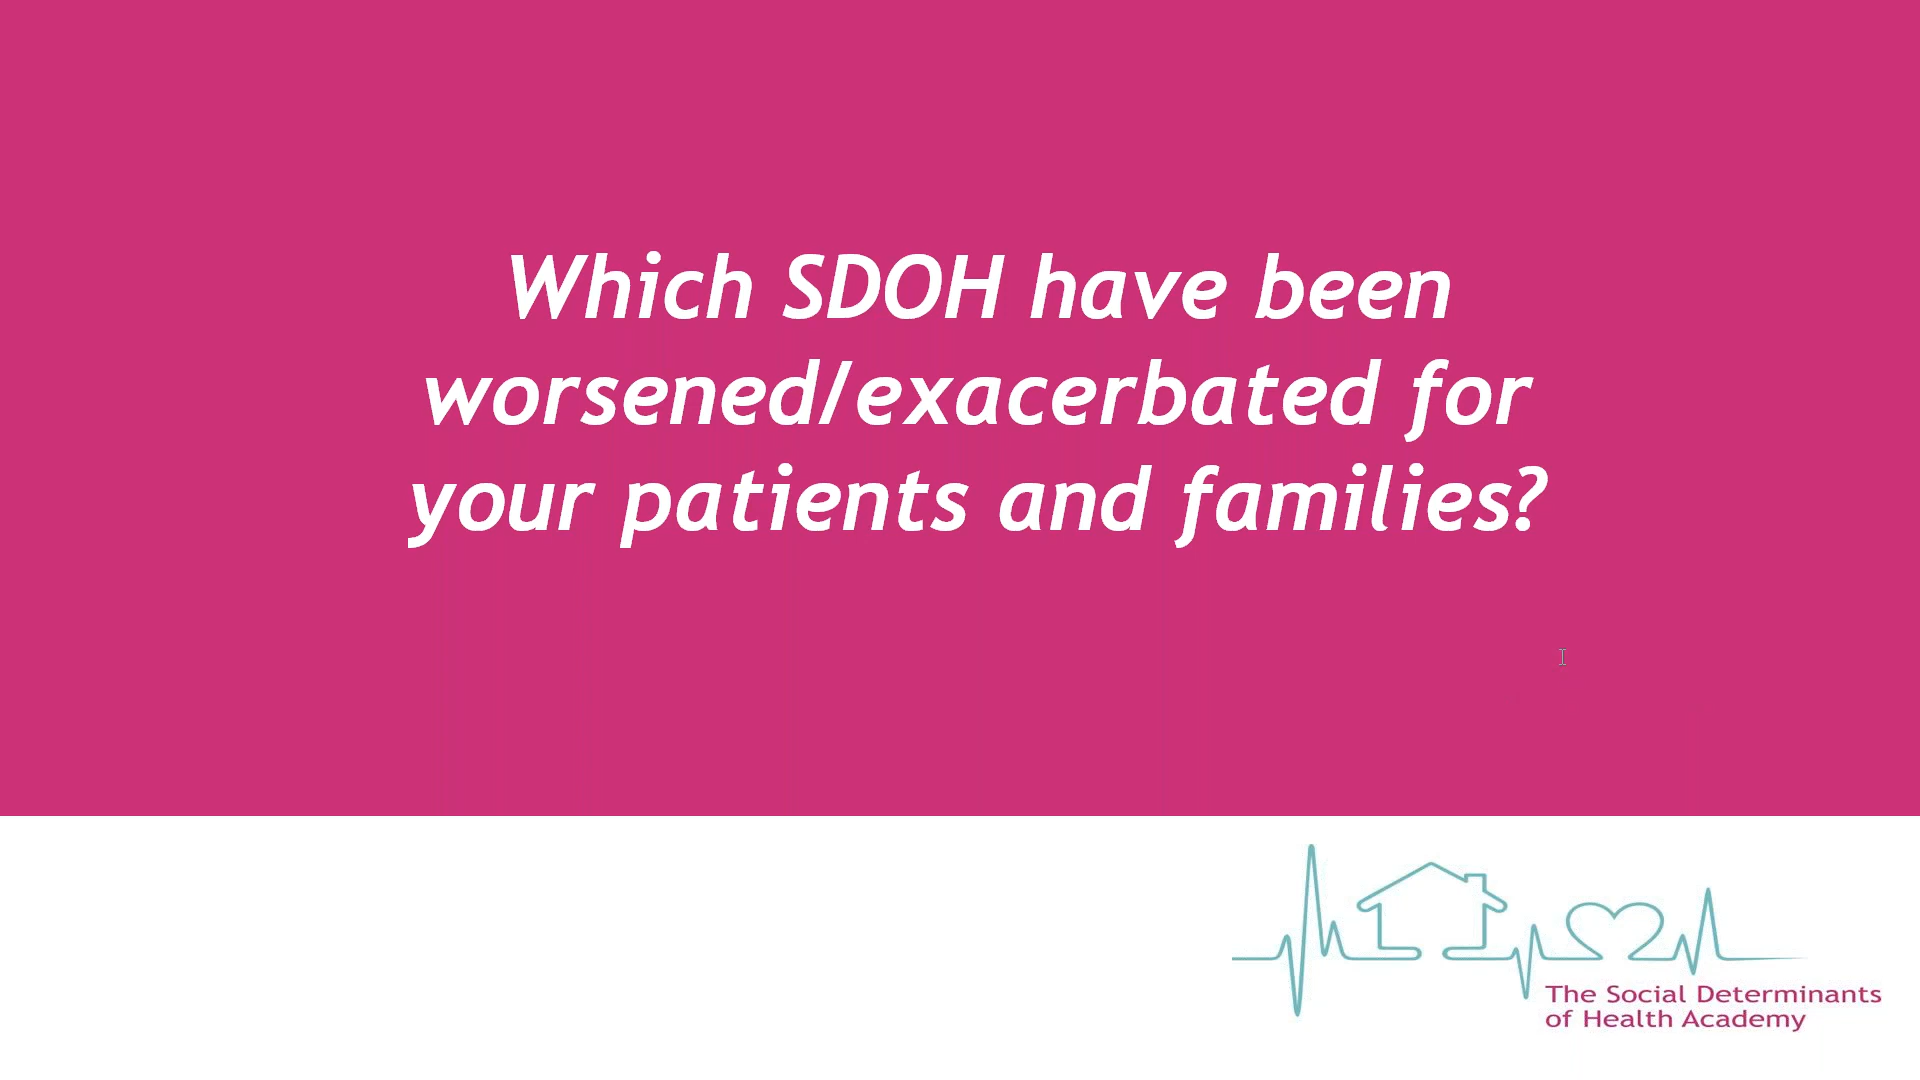 Which SDOH have been
worsened/exacerbated for
your patients and families?
The Social Determinants
of Health Academy